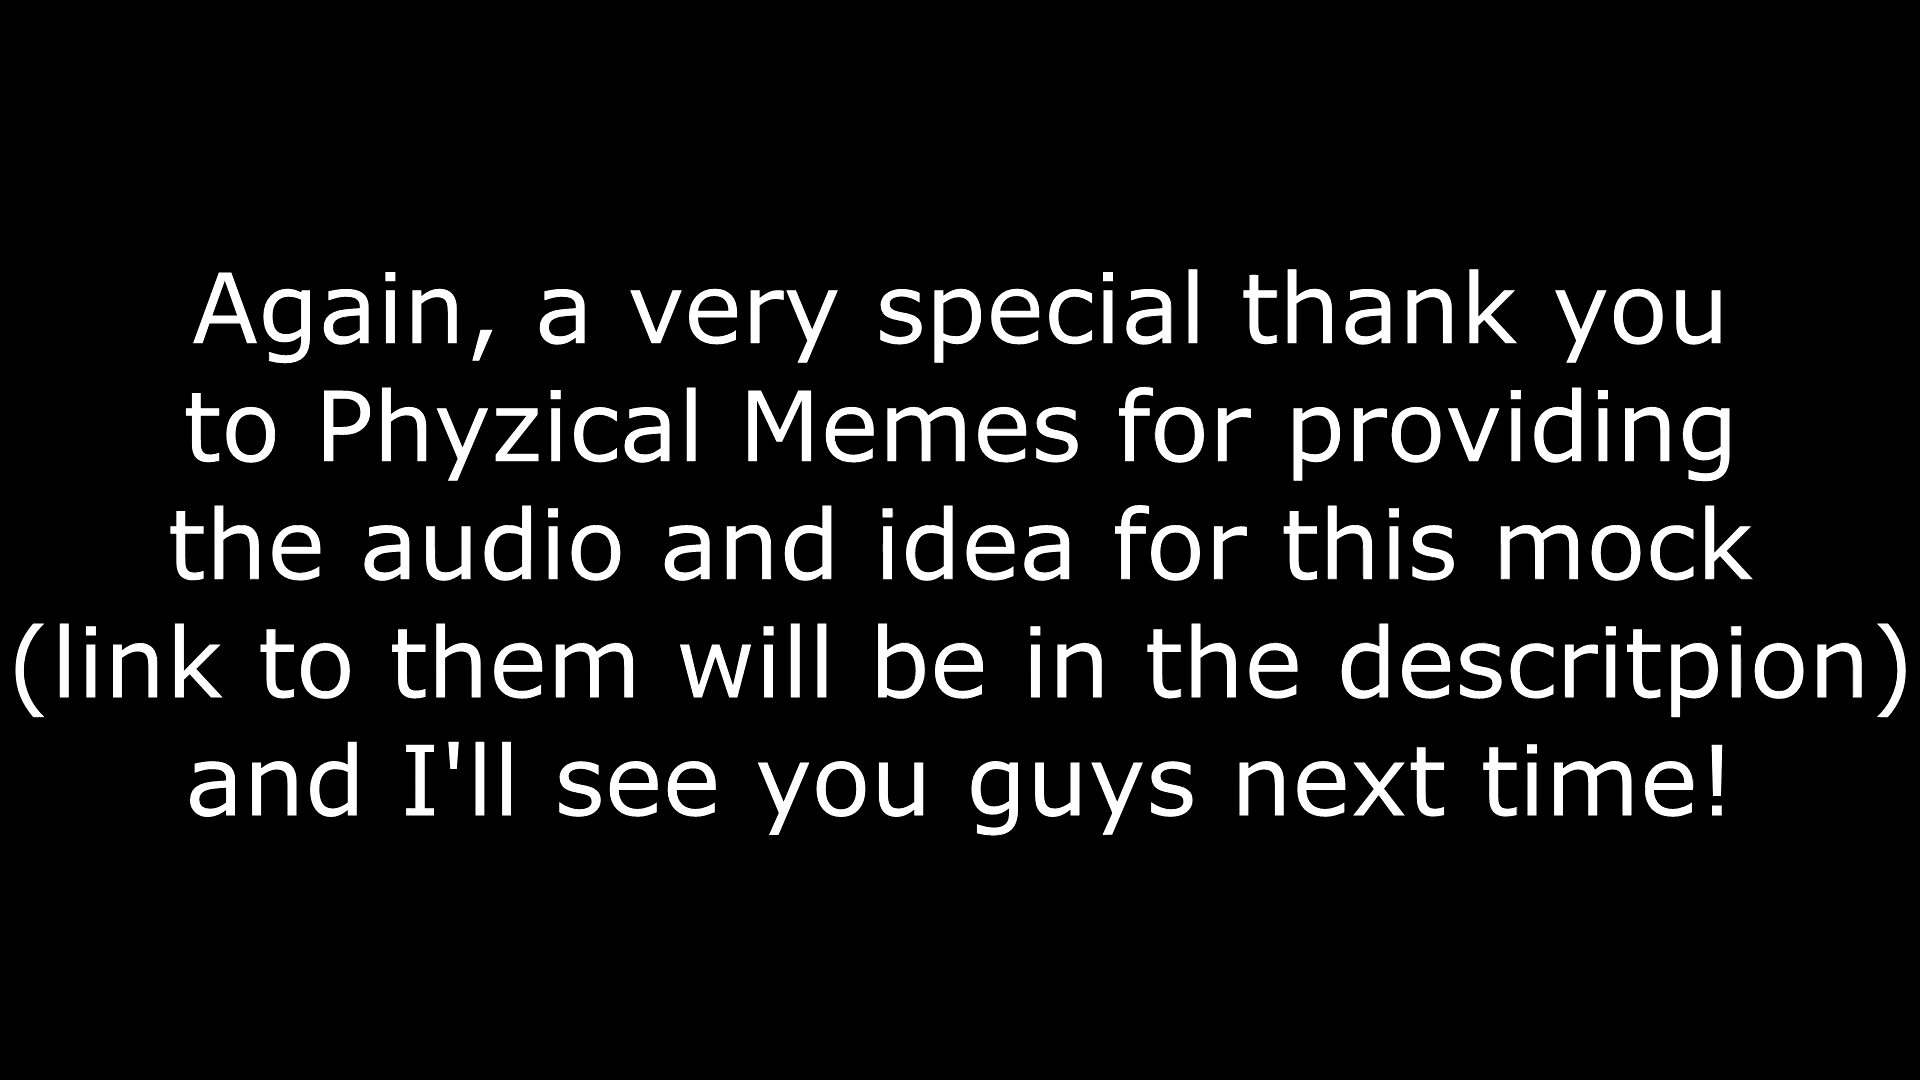 Again, a very special thank you
to Phyzical Memes for providing
the audio and idea for this mock
(link to them will be in the descritpion)
and I'll see you guys next time!